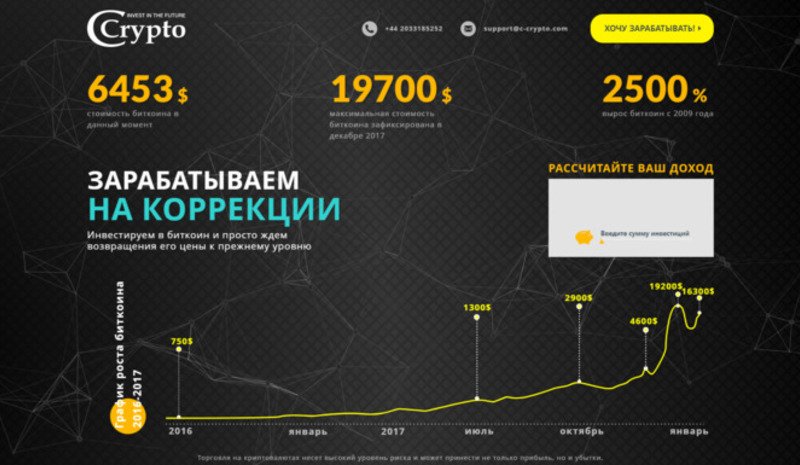 INVEST IN THE FUTURE
Crypto
+44 2033185252
support@c-crypto.com
ХОЧУ ЗАРАБАТЫВАТЬ!
6453 $
стоимость биткоина в
данный момент
19700 $
максимальная стоимость
биткоина зафиксирована в
декабре 2017
2500 %
вырос биткоин с 2009 года
ЗАРАБАТЫВАЕМ
НА КОРРЕКЦИИ
Инвестируем в биткоин и просто ждем
возвращения его цены к прежнему уровню
РАССЧИТАЙТЕ ВАШ ДОХОД
Введите сумму инвестиций
График роста биткоина
2016-2017
750$
1300$
2900$
4600$
19200$
16300$
2016
январь
2017
июль
октябрь
январь
Торговля на криптовалютах несет высокий уровень риска и может принести не только прибыль, но и убытки.